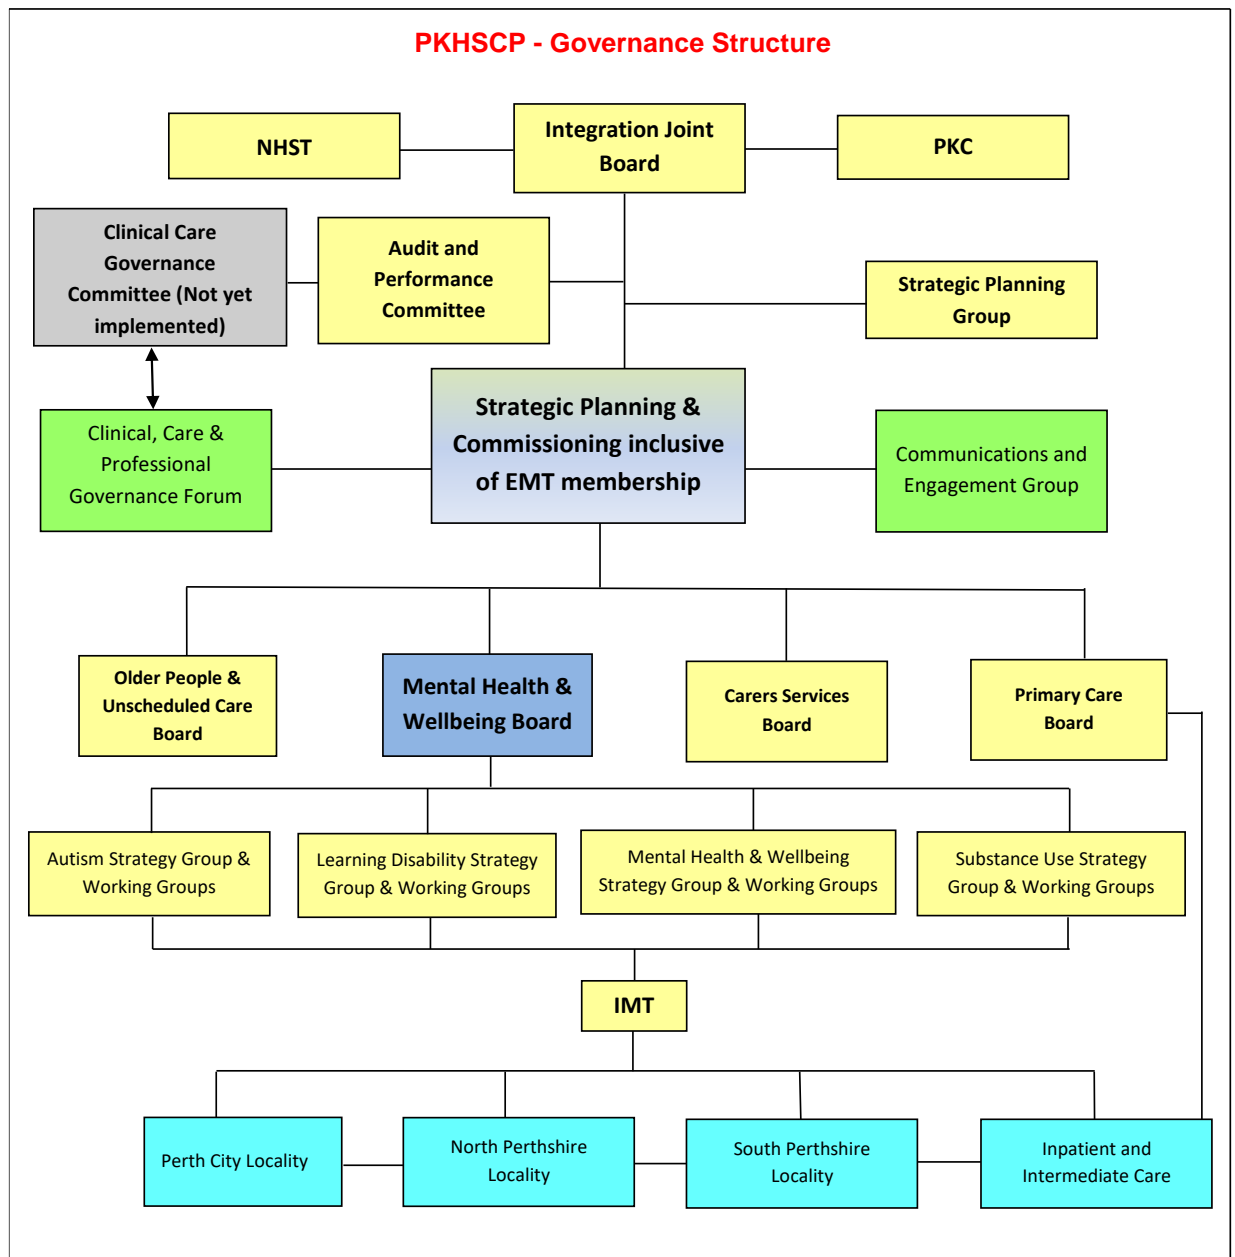 PKHSCP - Governance Structure
NHST
Integration Joint
Board
PKC
Clinical Care
Governance
Committee (Not yet
implemented)
Audit and
Performance
Committee
Strategic Planning
Group
Clinical, Care &
Professional
Governance Forum
Strategic Planning &
Commissioning inclusive
of EMT membership
Communications and
Engagement Group
Older People &
Unscheduled Care
Board
Mental Health &
Wellbeing Board
Carers Services
Board
Primary Care
Board
Autism Strategy Group &
Working Groups
Learning Disability Strategy
Group & Working Groups
Mental Health & Wellbeing
Strategy Group & Working Groups
Substance Use Strategy
Group & Working Groups
IMT
Perth City Locality
North Perthshire
Locality
South Perthshire
Locality
Inpatient and
Intermediate Care